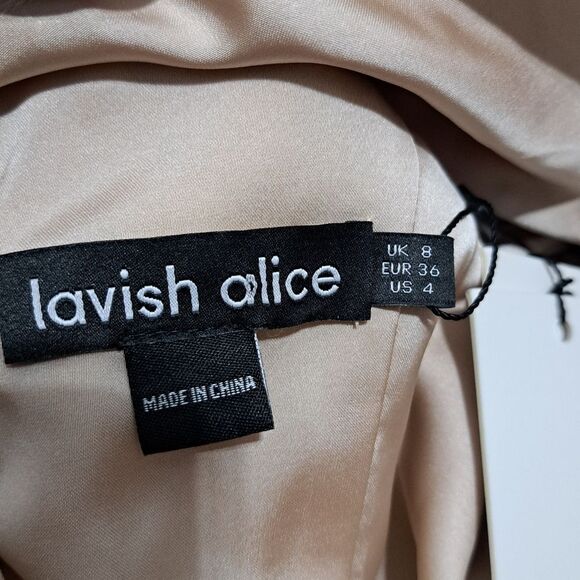 lavish alice
UK 8
EUR 36
US 4
MADE IN CHINA